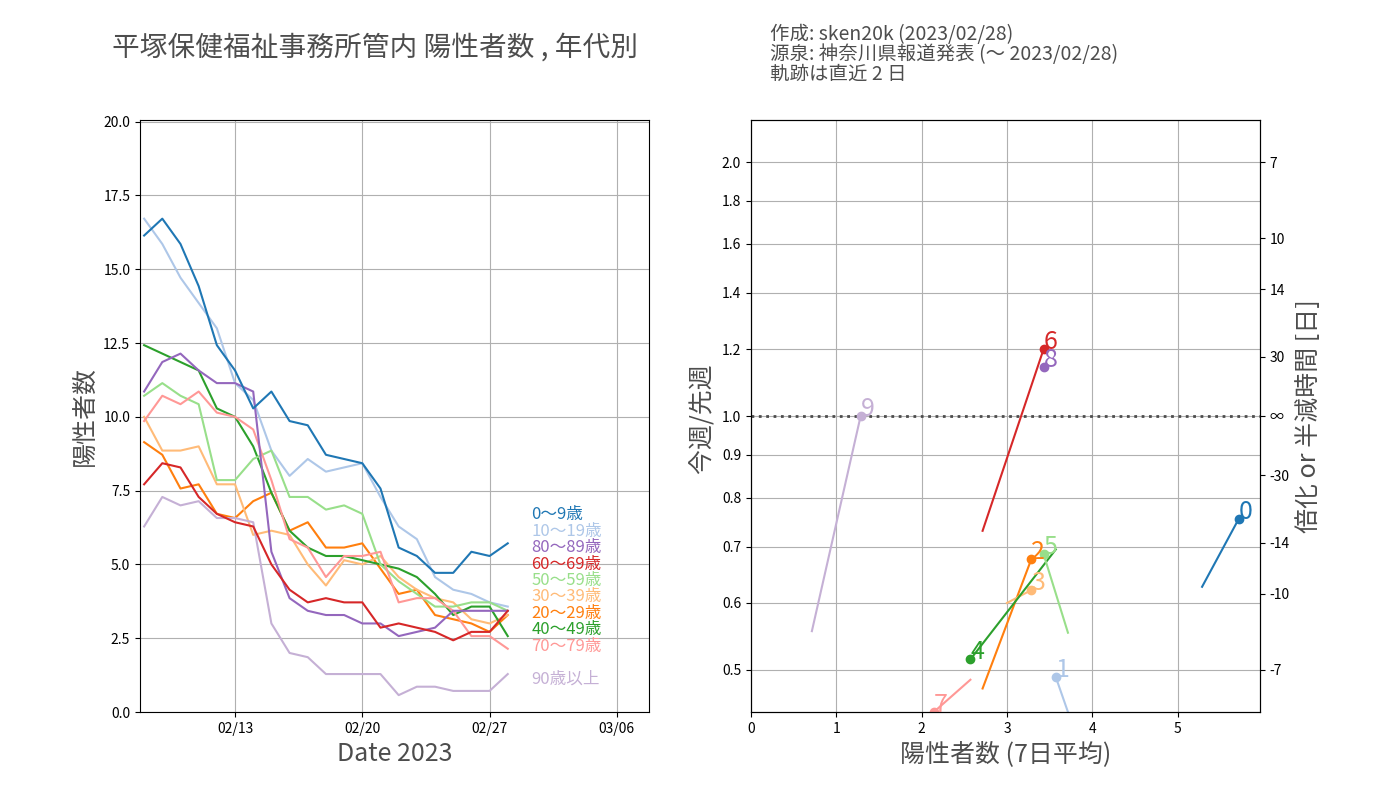 平塚保健福祉事務所管内 陽性者数 , 年代別
作成: sken20k (2023/02/28)
源泉: 神奈川県報道発表 (～ 2023/02/28)
軌跡は直近 2 日
陽性者数
20.0
17.5
15.0
12.5
10.0
7.5
5.0
2.5
0.0
0～9歳
10～19歳
80～89歳
60～69歳
50～59歳
30～39歳
20～29歳
40～49歳
70～79歳
90歳以上
02/13
02/20
02/27
03/06
Date 2023
今週/先週
2.0
1.8
1.6
1.4
1.2
1.0
0.9
0.8
0.7
0.6
0.5
6
8
9
0
2
5
3
4
1
7
0
1
2
3
4
5
陽性者数 (7日平均)
7
10
14
30
∞
-30
-14
-10
-7
倍化 or 半減時間 [日]